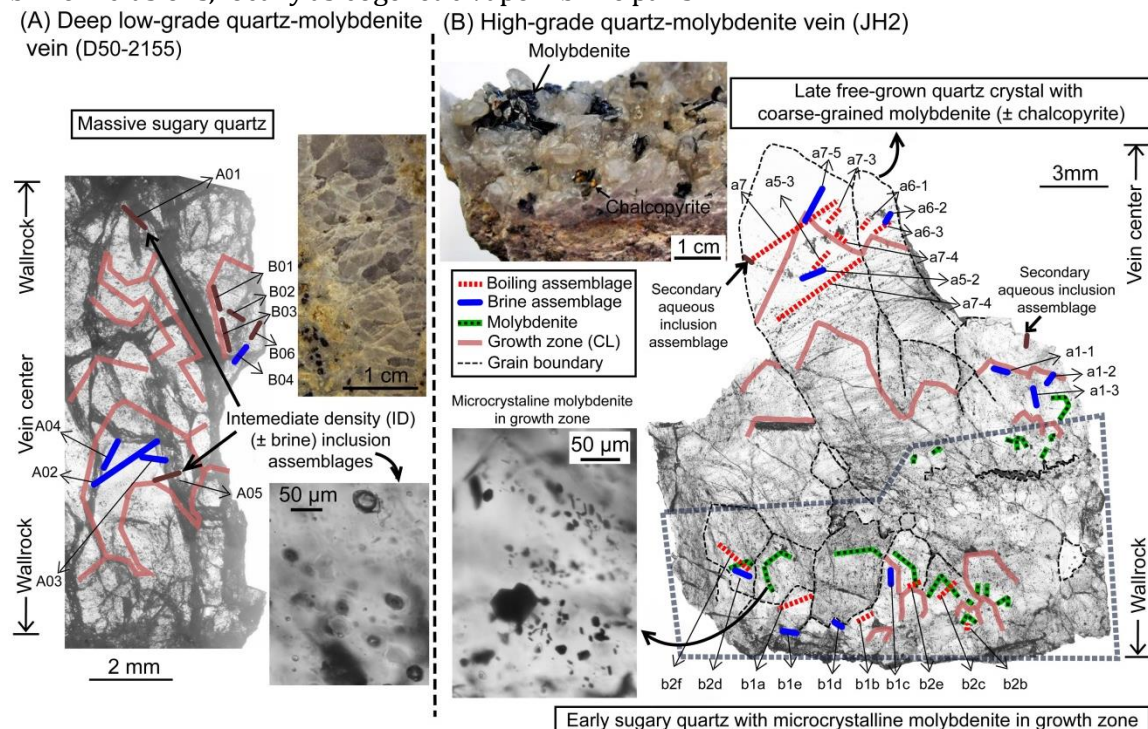 (A) Deep low-grade quartz-molybdenite
vein (D50-2155)
Massive sugary quartz
A01
Wallrock
Vein center
Wallrock
B01
B02
B03
B06
B04
A04
A02
A03
A05
1 cm
Intemediate density (ID)
(± brine) inclusion
assemblages
50 µm
2 mm
(B) High-grade quartz-molybdenite vein (JH2)
Molybdenite
Chalcopyrite
1 cm
Late free-grown quartz crystal with
coarse-grained molybdenite (± chalcopyrite)
Boiling assemblage
Brine assemblage
Molybdenite
Growth zone (CL)
Grain boundary
Microcrystaline molybdenite
in growth zone
50 µm
3mm
Vein center
Wallrock
a7-5
a7-3
a7
a5-3
a6-1
a6-2
a6-3
a7-4
a5-2
a7-4
Secondary
aqueous
inclusion
assemblage
Secondary
aqueous inclusion
assemblage
a1-1
a1-2
a1-3
b2f
b2d
b1a
b1e
b1d
b1b
b1c
b2e
b2c
b2b
Early sugary quartz with microcrystalline molybdenite in growth zone